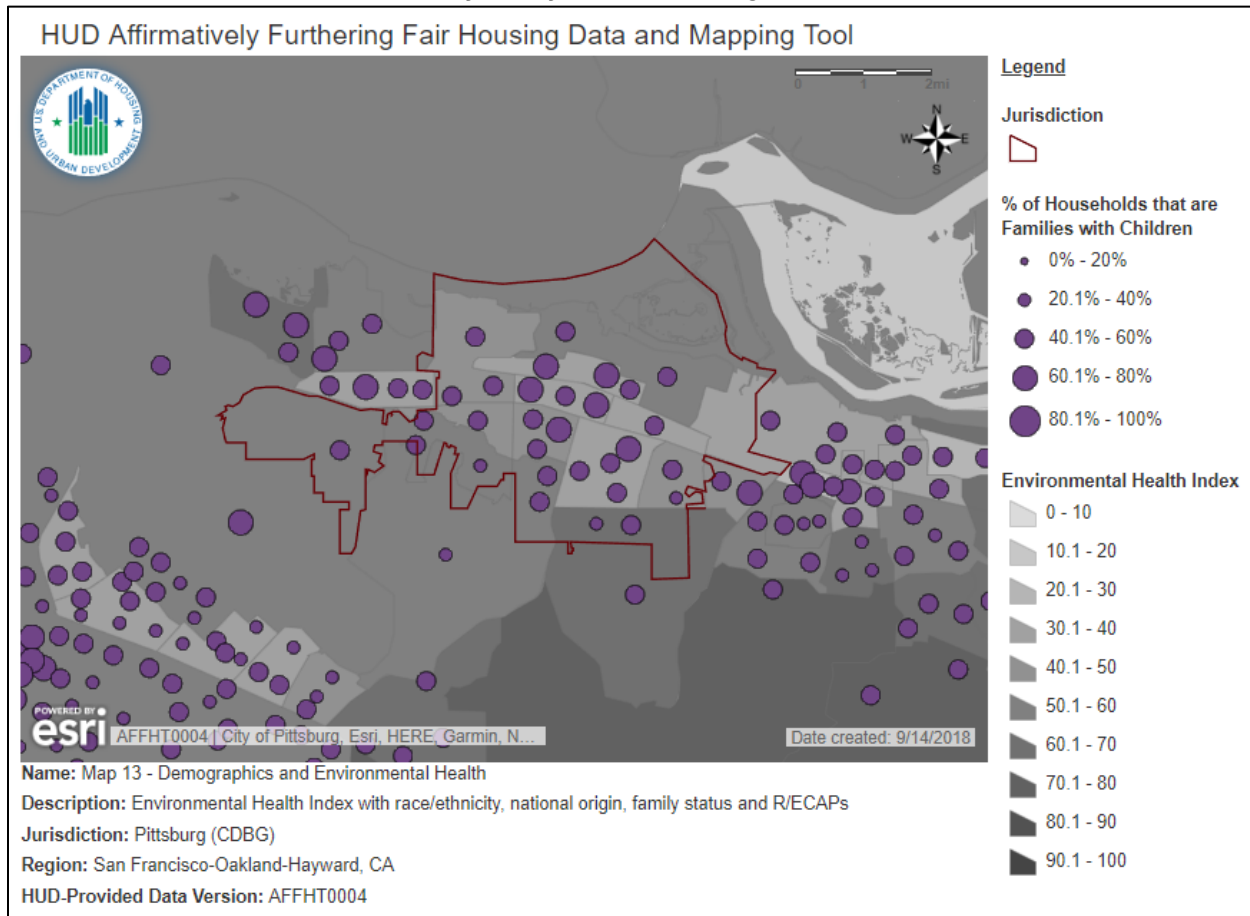 HUD Affirmatively Furthering Fair Housing Data and Mapping Tool
U.S. DEPARTMENT OF HOUSING
AND URBAN DEVELOPMENT
0 1 2mi
N
W E
S
POWERED BY
esri
AFFHT0004 | City of Pittsburg, Esri, HERE, Garmin, N...
Date created: 9/14/2018
Legend
Jurisdiction
% of Households that are
Families with Children
0% - 20%
20.1% - 40%
40.1% - 60%
60.1% - 80%
80.1% - 100%
Environmental Health Index
0 - 10
10.1 - 20
20.1 - 30
30.1 - 40
40.1 - 50
50.1 - 60
60.1 - 70
70.1 - 80
80.1 - 90
90.1 - 100
Name: Map 13 - Demographics and Environmental Health
Description: Environmental Health Index with race/ethnicity, national origin, family status and R/ECAPs
Jurisdiction: Pittsburg (CDBG)
Region: San Francisco-Oakland-Hayward, CA
HUD-Provided Data Version: AFFHT0004